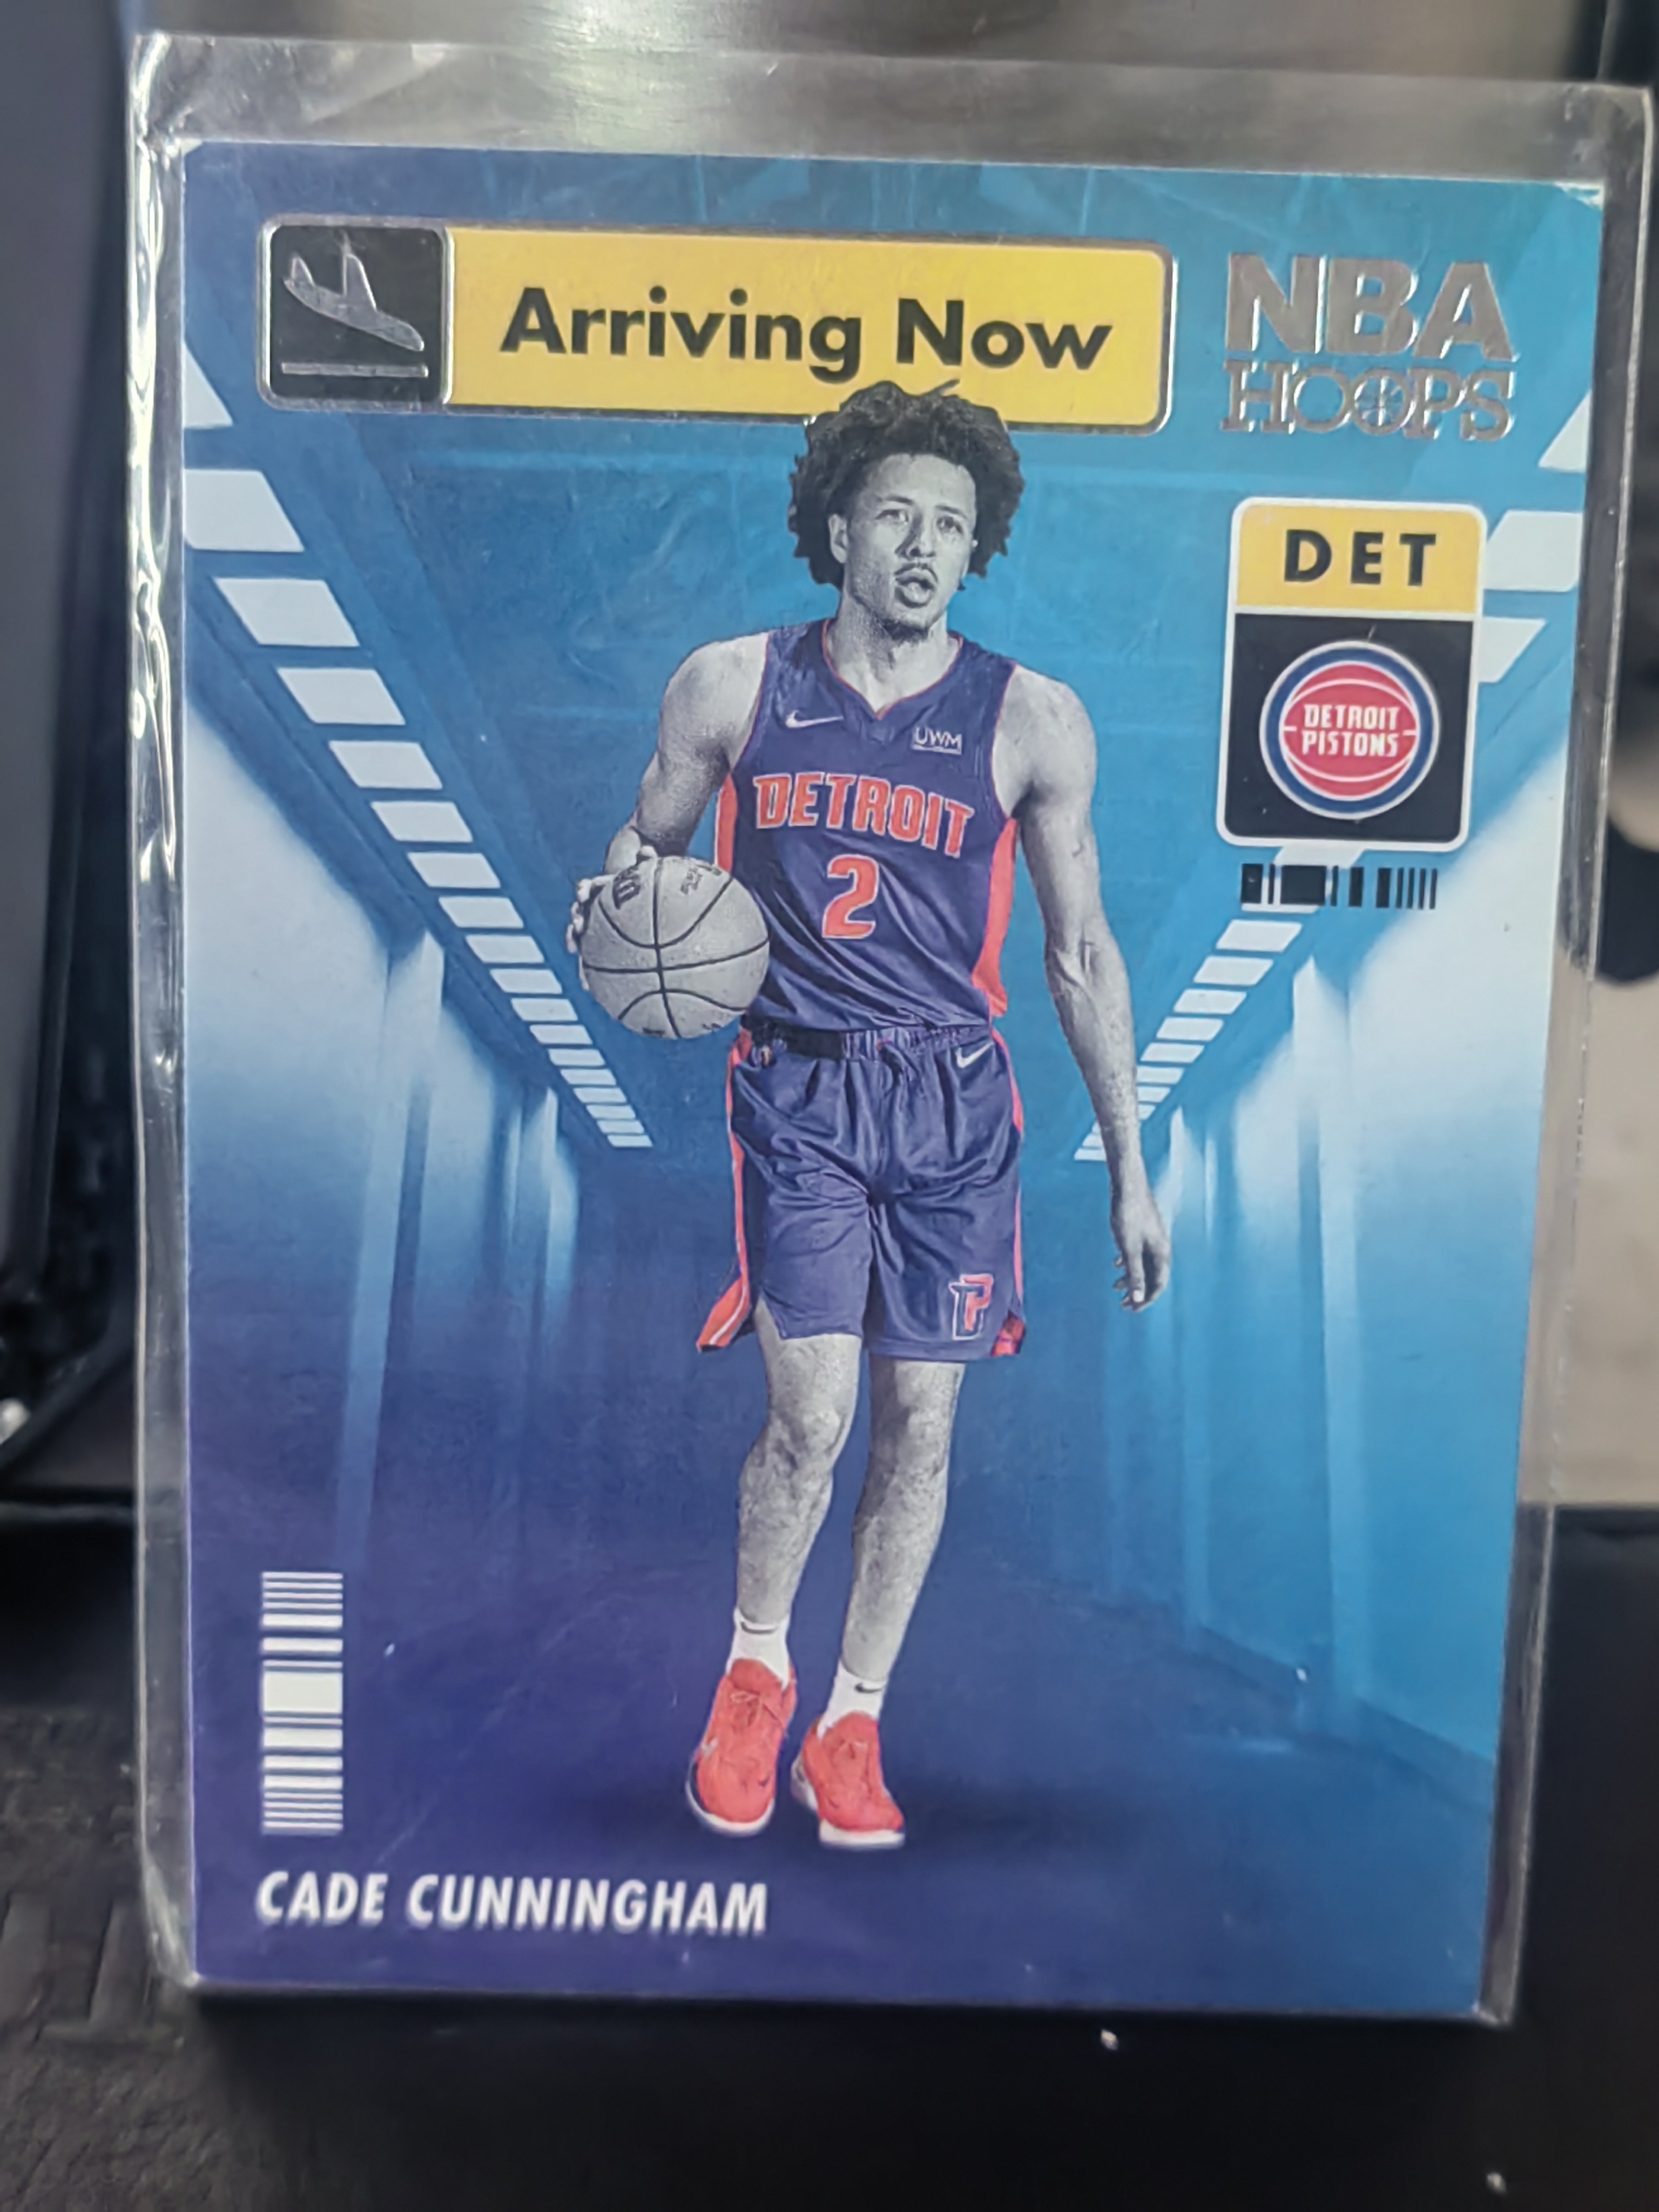 Arriving Now
NBA
HOOPS
DET
DETROIT
PISTONS
UWM
DETROIT
2
CADE CUNNINGHAM